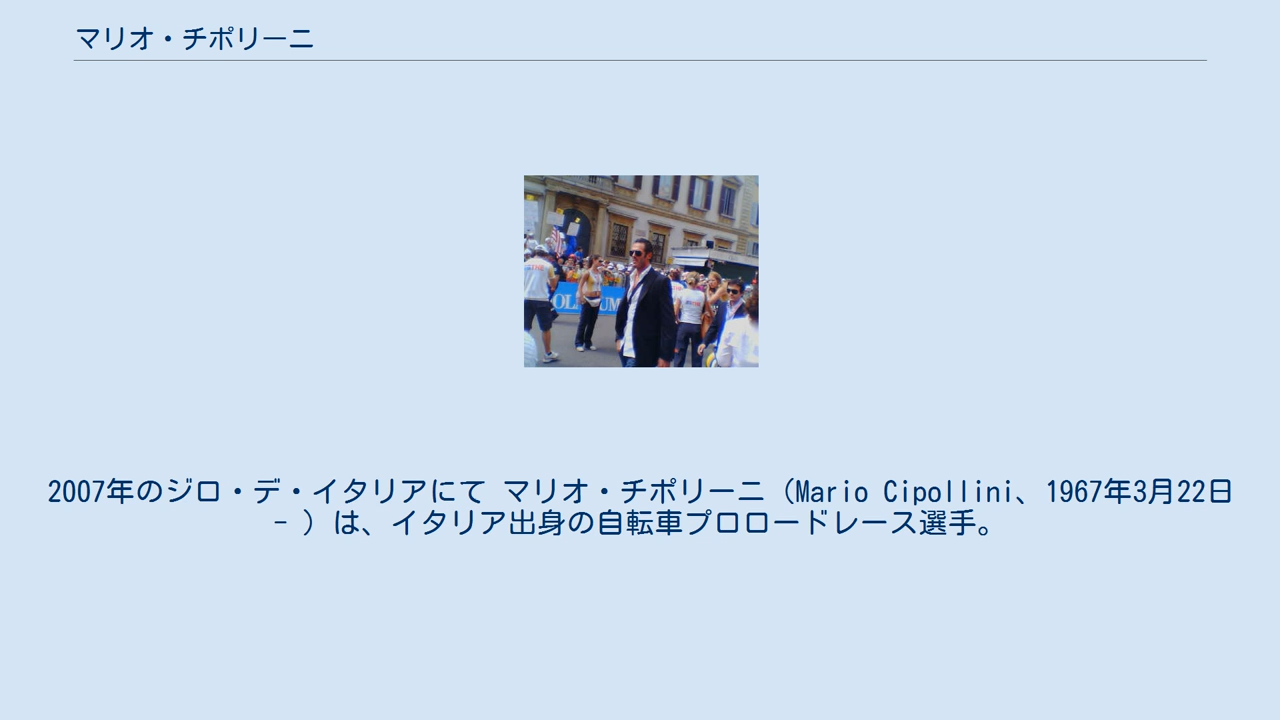 マリオ・チポリーニ
2007年のジロ・デ・イタリアにて マリオ・チポリーニ（Mario Cipollini、1967年3月22日
- ）は、イタリア出身の自転車プロロードレース選手。